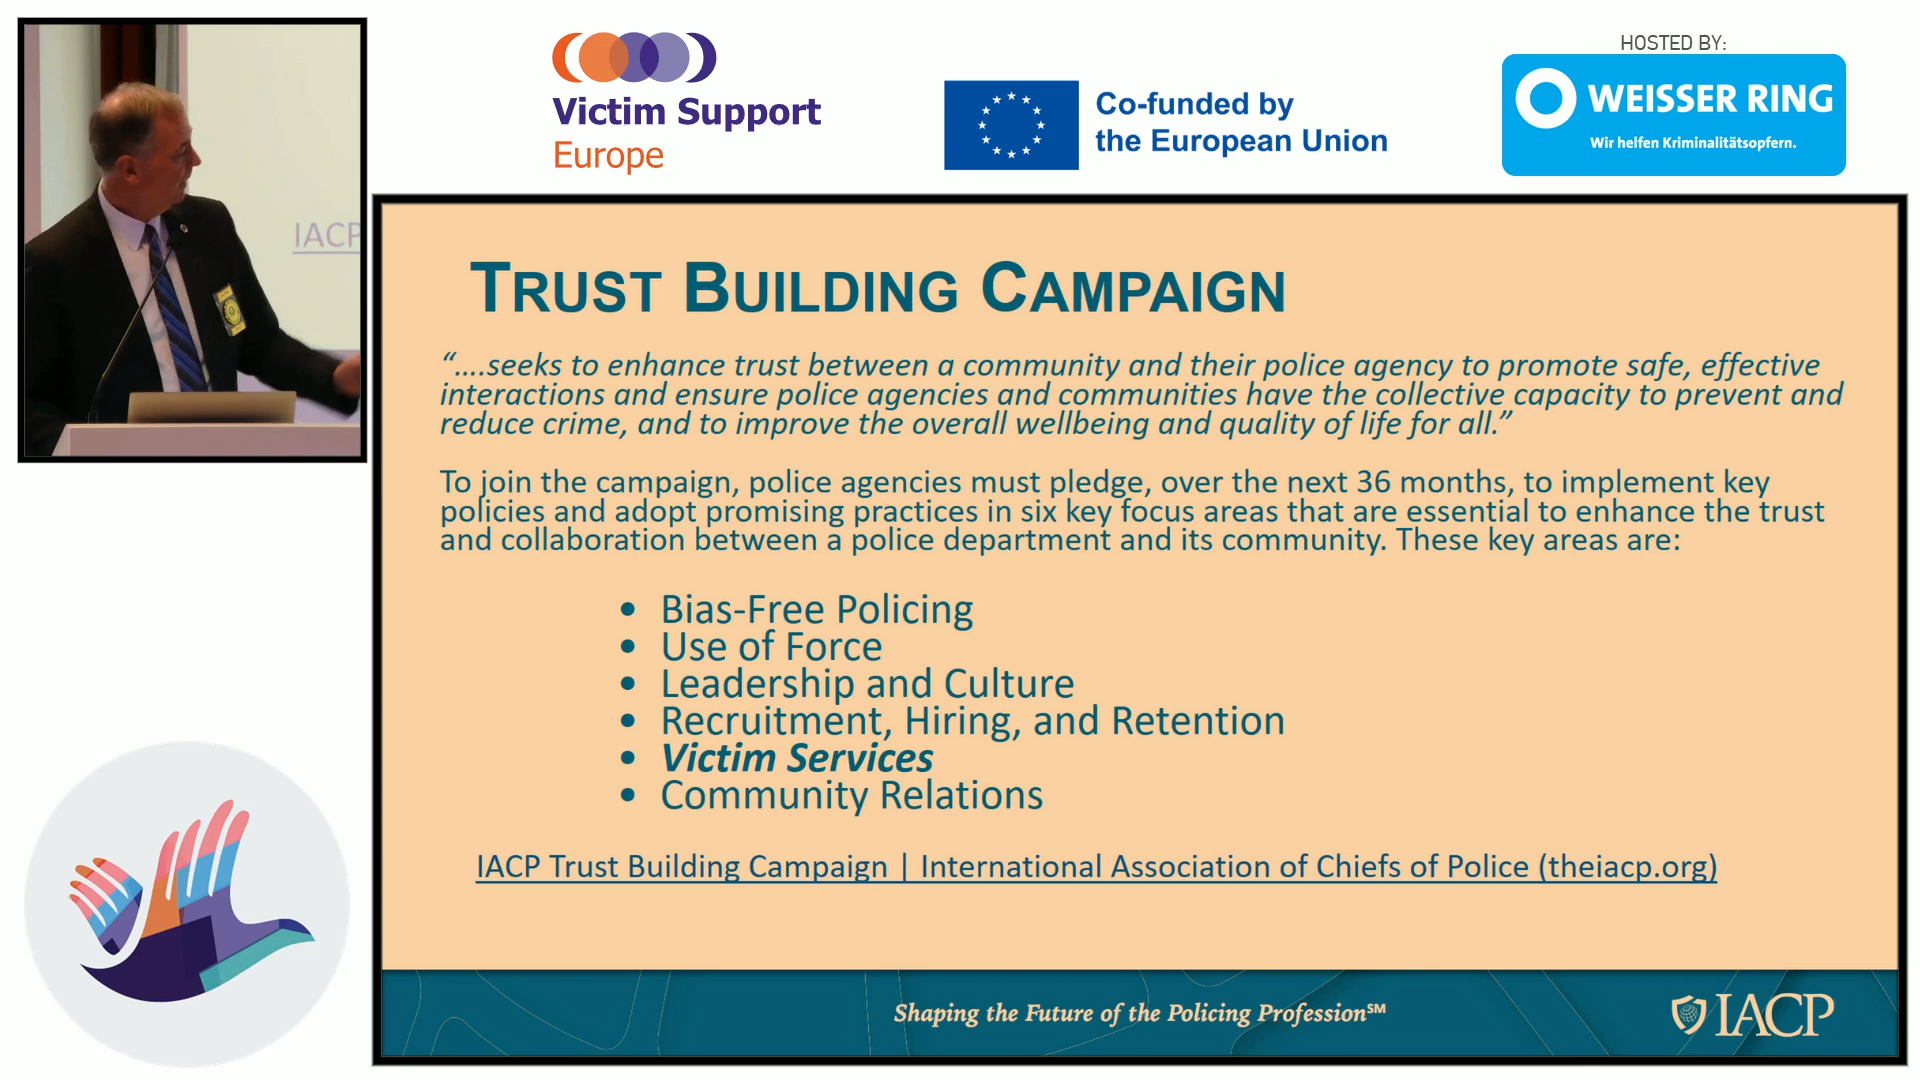 IACP
Victim Support
Europe
Co-funded by
the European Union
HOSTED BY:
WEISSER RING
Wir helfen Kriminalitätsopfern.
TRUST BUILDING CAMPAIGN
“....seeks to enhance trust between a community and their police agency to promote safe, effective
interactions and ensure police agencies and communities have the collective capacity to prevent and
reduce crime, and to improve the overall wellbeing and quality of life for all.”
To join the campaign, police agencies must pledge, over the next 36 months, to implement key
policies and adopt promising practices in six key focus areas that are essential to enhance the trust
and collaboration between a police department and its community. These key areas are:
• Bias-Free Policing
• Use of Force
• Leadership and Culture
• Recruitment, Hiring, and Retention
• Victim Services
• Community Relations
IACP Trust Building Campaign | International Association of Chiefs of Police (theiacp.org)
Shaping the Future of the Policing Profession℠
IACP